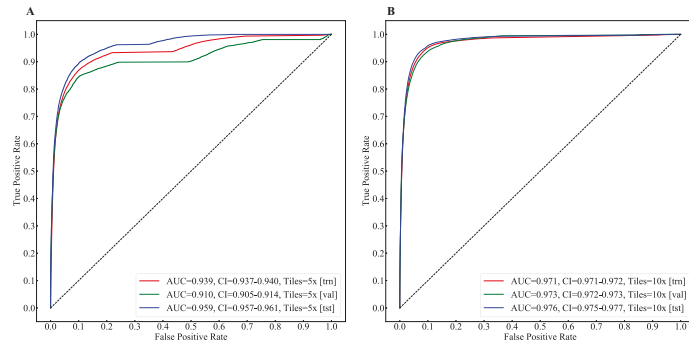 A
1.0
0.9
0.8
0.7
0.6
0.5
0.4
0.3
0.2
0.1
0.0
True Positive Rate
AUC=0.939, CI=0.937-0.940, Tiles=5x [trn]
AUC=0.910, CI=0.905-0.914, Tiles=5x [val]
AUC=0.959, CI=0.957-0.961, Tiles=5x [tst]
0.0 0.1 0.2 0.3 0.4 0.5 0.6 0.7 0.8 0.9 1.0
False Positive Rate
B
1.0
0.9
0.8
0.7
0.6
0.5
0.4
0.3
0.2
0.1
0.0
True Positive Rate
AUC=0.971, CI=0.971-0.972, Tiles=10x [trn]
AUC=0.973, CI=0.972-0.973, Tiles=10x [val]
AUC=0.976, CI=0.975-0.977, Tiles=10x [tst]
0.0 0.1 0.2 0.3 0.4 0.5 0.6 0.7 0.8 0.9 1.0
False Positive Rate